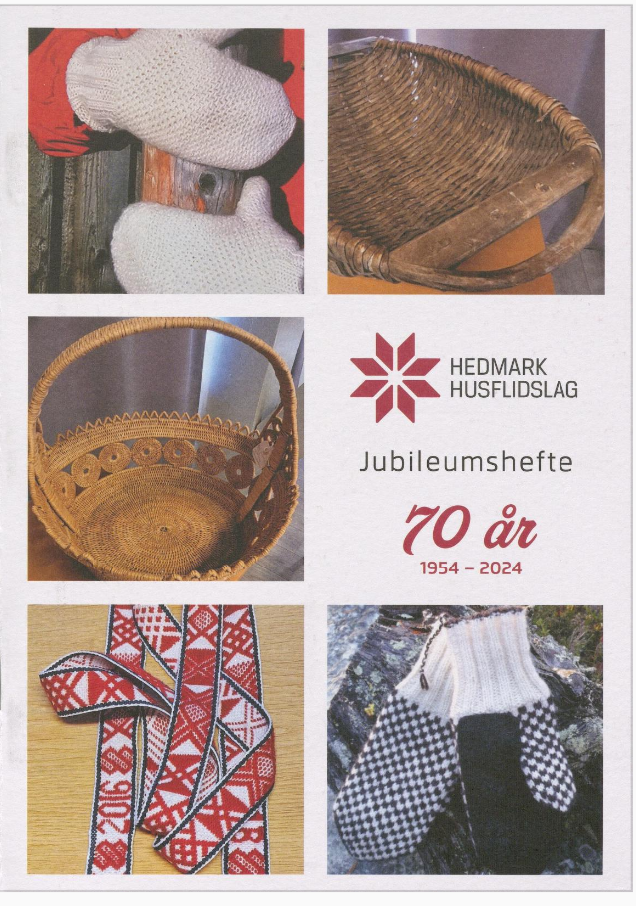 HEDMARK
HUSFLIDSLAG
Jubileumshefte
70 år
1954 – 2024
2016